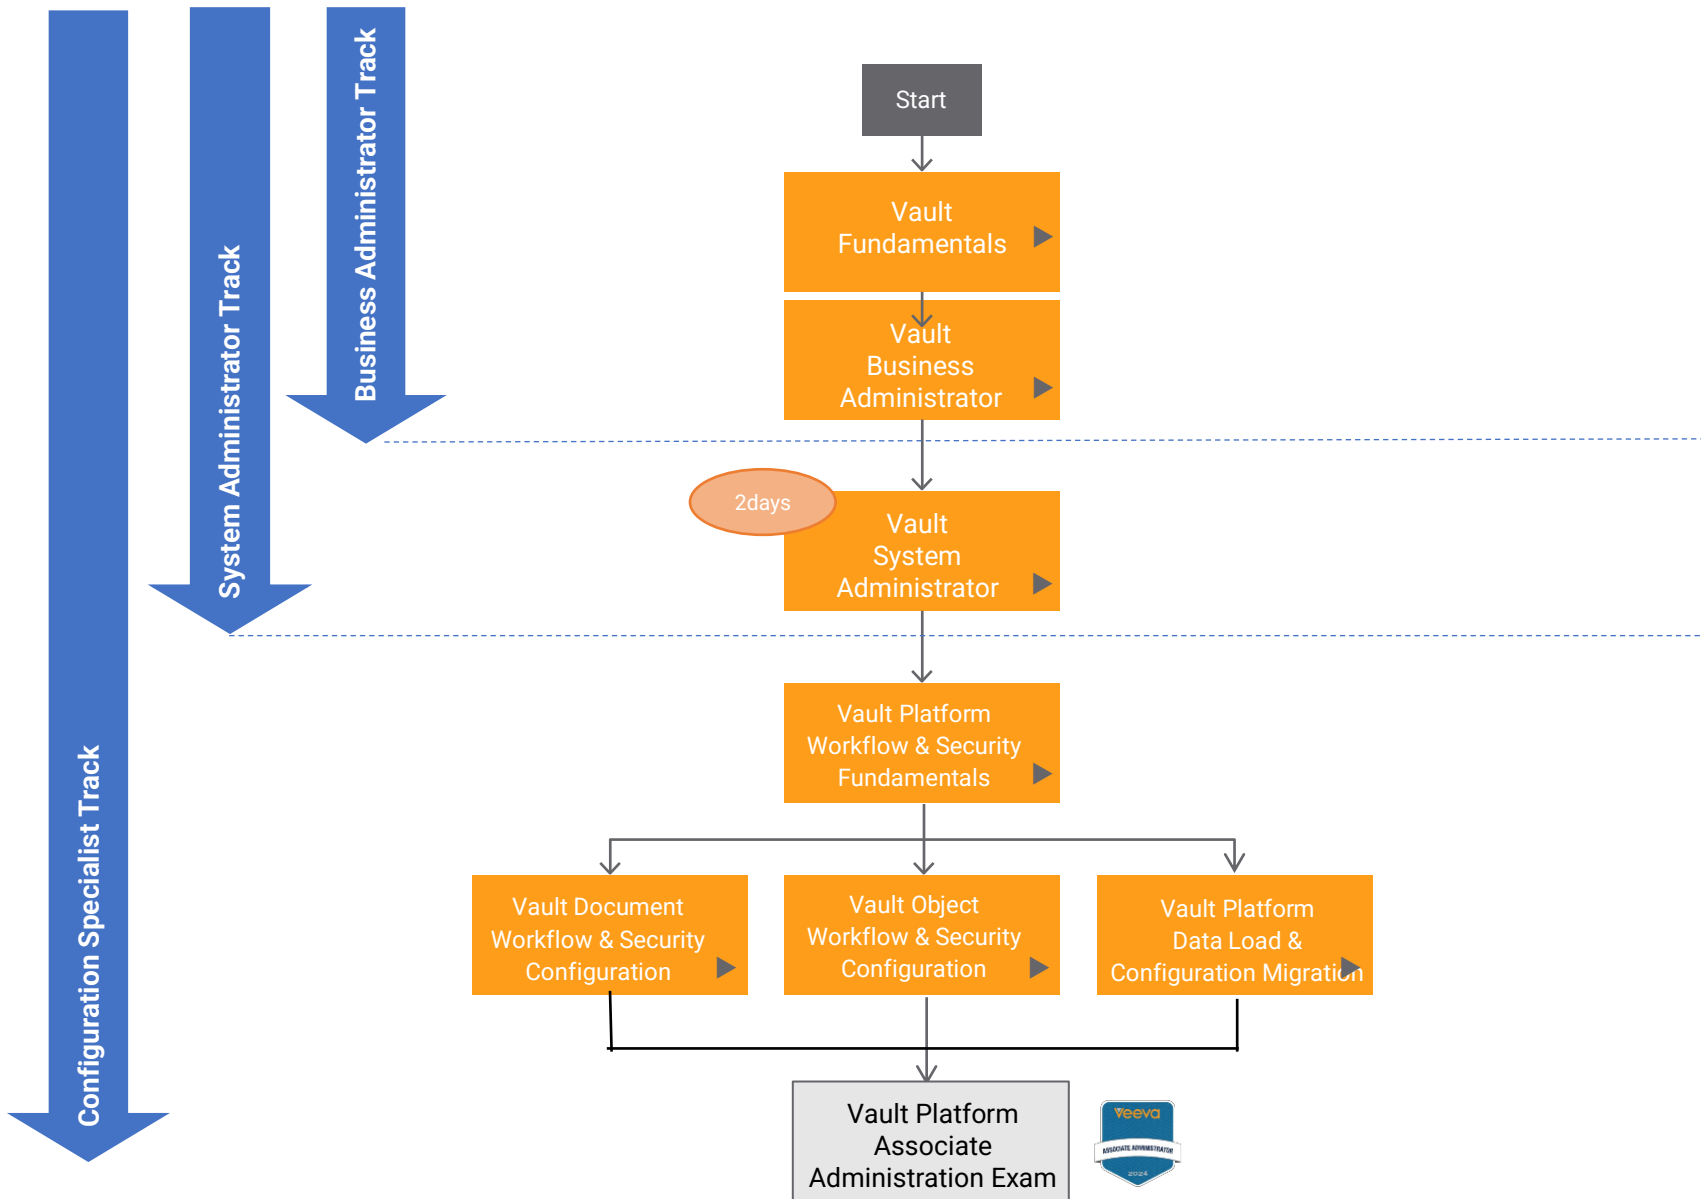 Configuration Specialist Track
System Administrator Track
Business Administrator Track
Start
Vault
Fundamentals
Vault
Business
Administrator
2days
Vault
System
Administrator
Vault Platform
Workflow & Security
Fundamentals
Vault Document
Workflow & Security
Configuration
Vault Object
Workflow & Security
Configuration
Vault Platform
Data Load &
Configuration Migration
Vault Platform
Associate
Administration Exam
Veeva
ASSOCIATE ADMINISTRATOR
2024